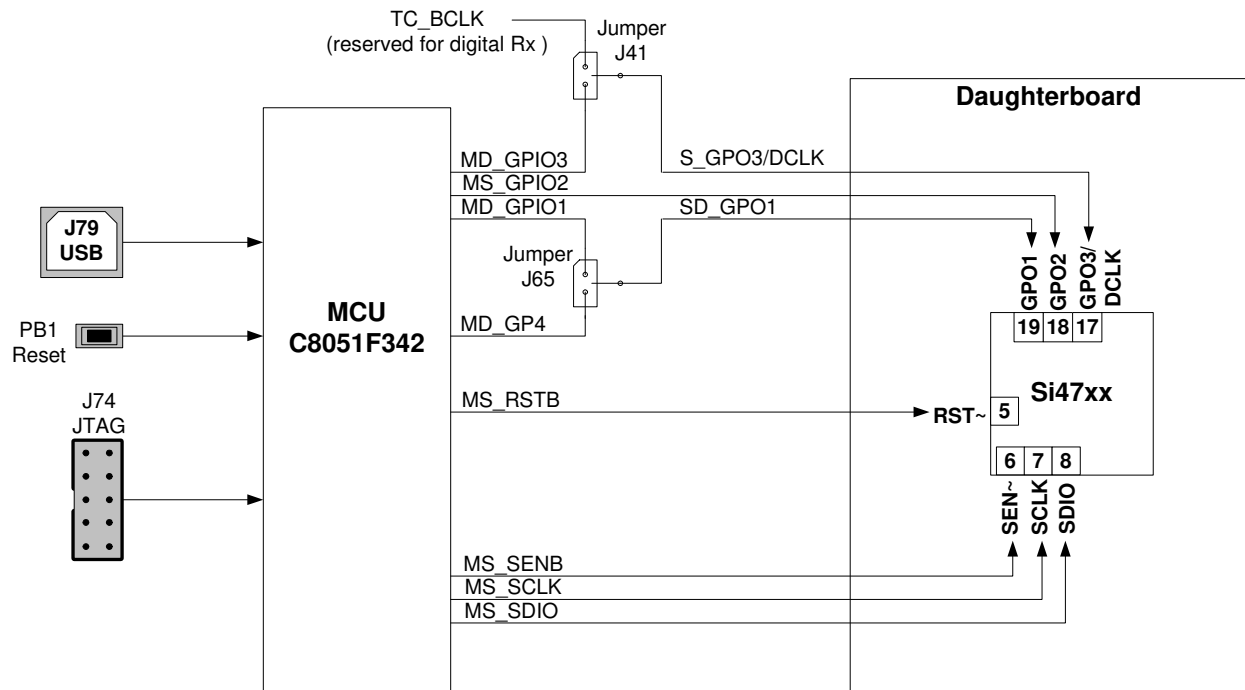 TC_BCLK
(reserved for digital Rx )
Jumper
J41
Daughterboard
MD_GPIO3
S_GPO3/DCLK
MS_GPIO2
MD_GPIO1
SD_GPO1
J79
USB
Jumper
J65
GPO1
GPO2
GPO3/
DCLK
MCU
C8051F342
MD_GP4
PB1
Reset
19 18 17
Si47xx
J74
JTAG
MS_RSTB
RST~ 5
6 7 8
SEN~
SCLK
SDIO
MS_SENB
MS_SCLK
MS_SDIO